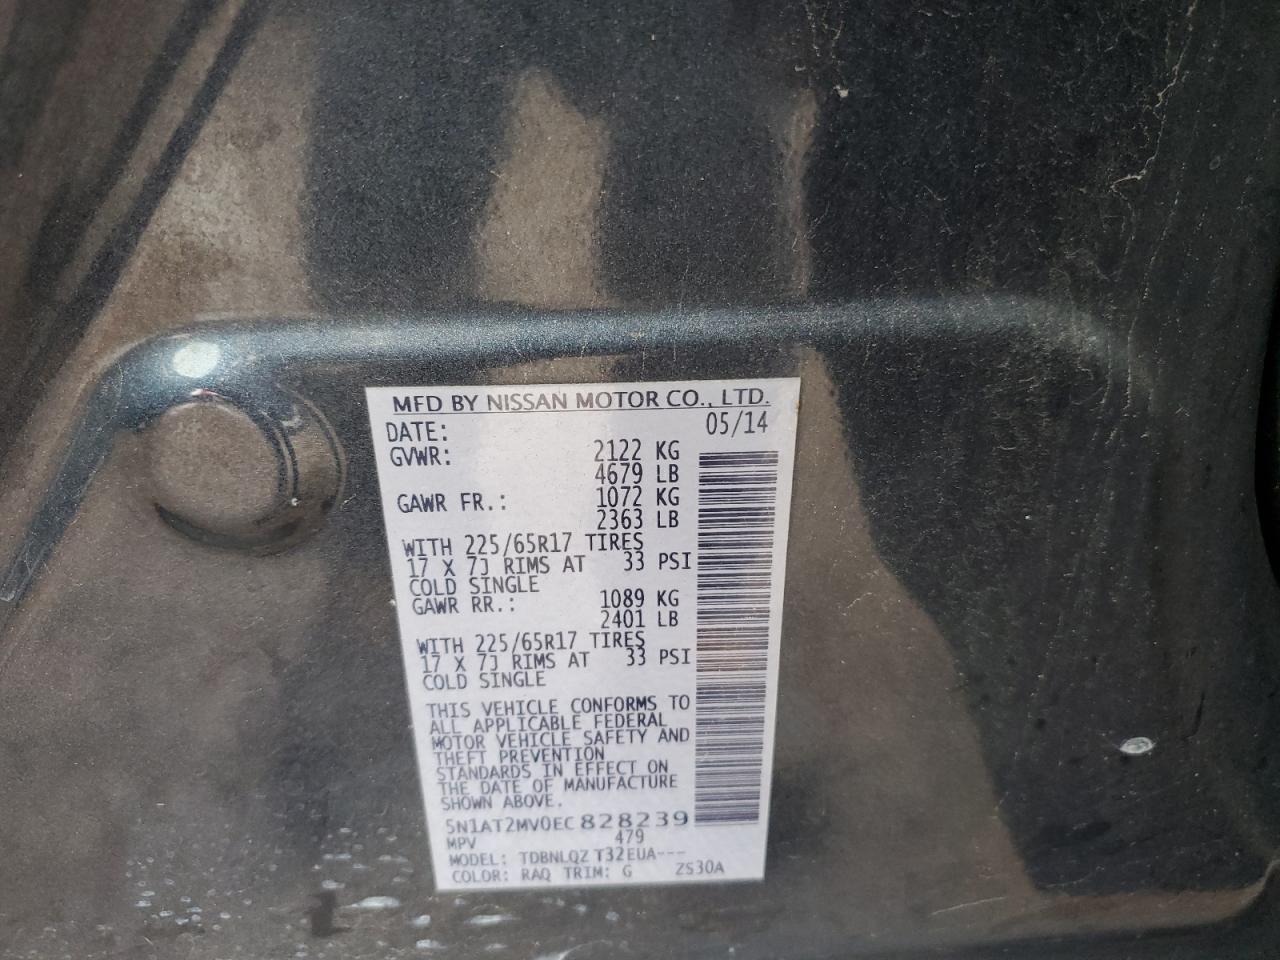 MFD BY NISSAN MOTOR CO., LTD.
DATE: 05/14
GVWR: 2122 KG
4679 LB
GAWR FR.: 1072 KG
2363 LB
WITH 225/65R17 TIRES
17 X 7J RIMS AT 33 PSI
COLD SINGLE
GAWR RR.: 1089 KG
2401 LB
WITH 225/65R17 TIRES
17 X 7J RIMS AT 33 PSI
COLD SINGLE
THIS VEHICLE CONFORMS TO
ALL APPLICABLE FEDERAL
MOTOR VEHICLE SAFETY AND
THEFT PREVENTION
STANDARDS IN EFFECT ON
THE DATE OF MANUFACTURE
SHOWN ABOVE.
5N1AT2MV0EC828239
MPV 479
MODEL: TDBNLQZ T32EUA---
COLOR: RAQ TRIM: G ZS30A